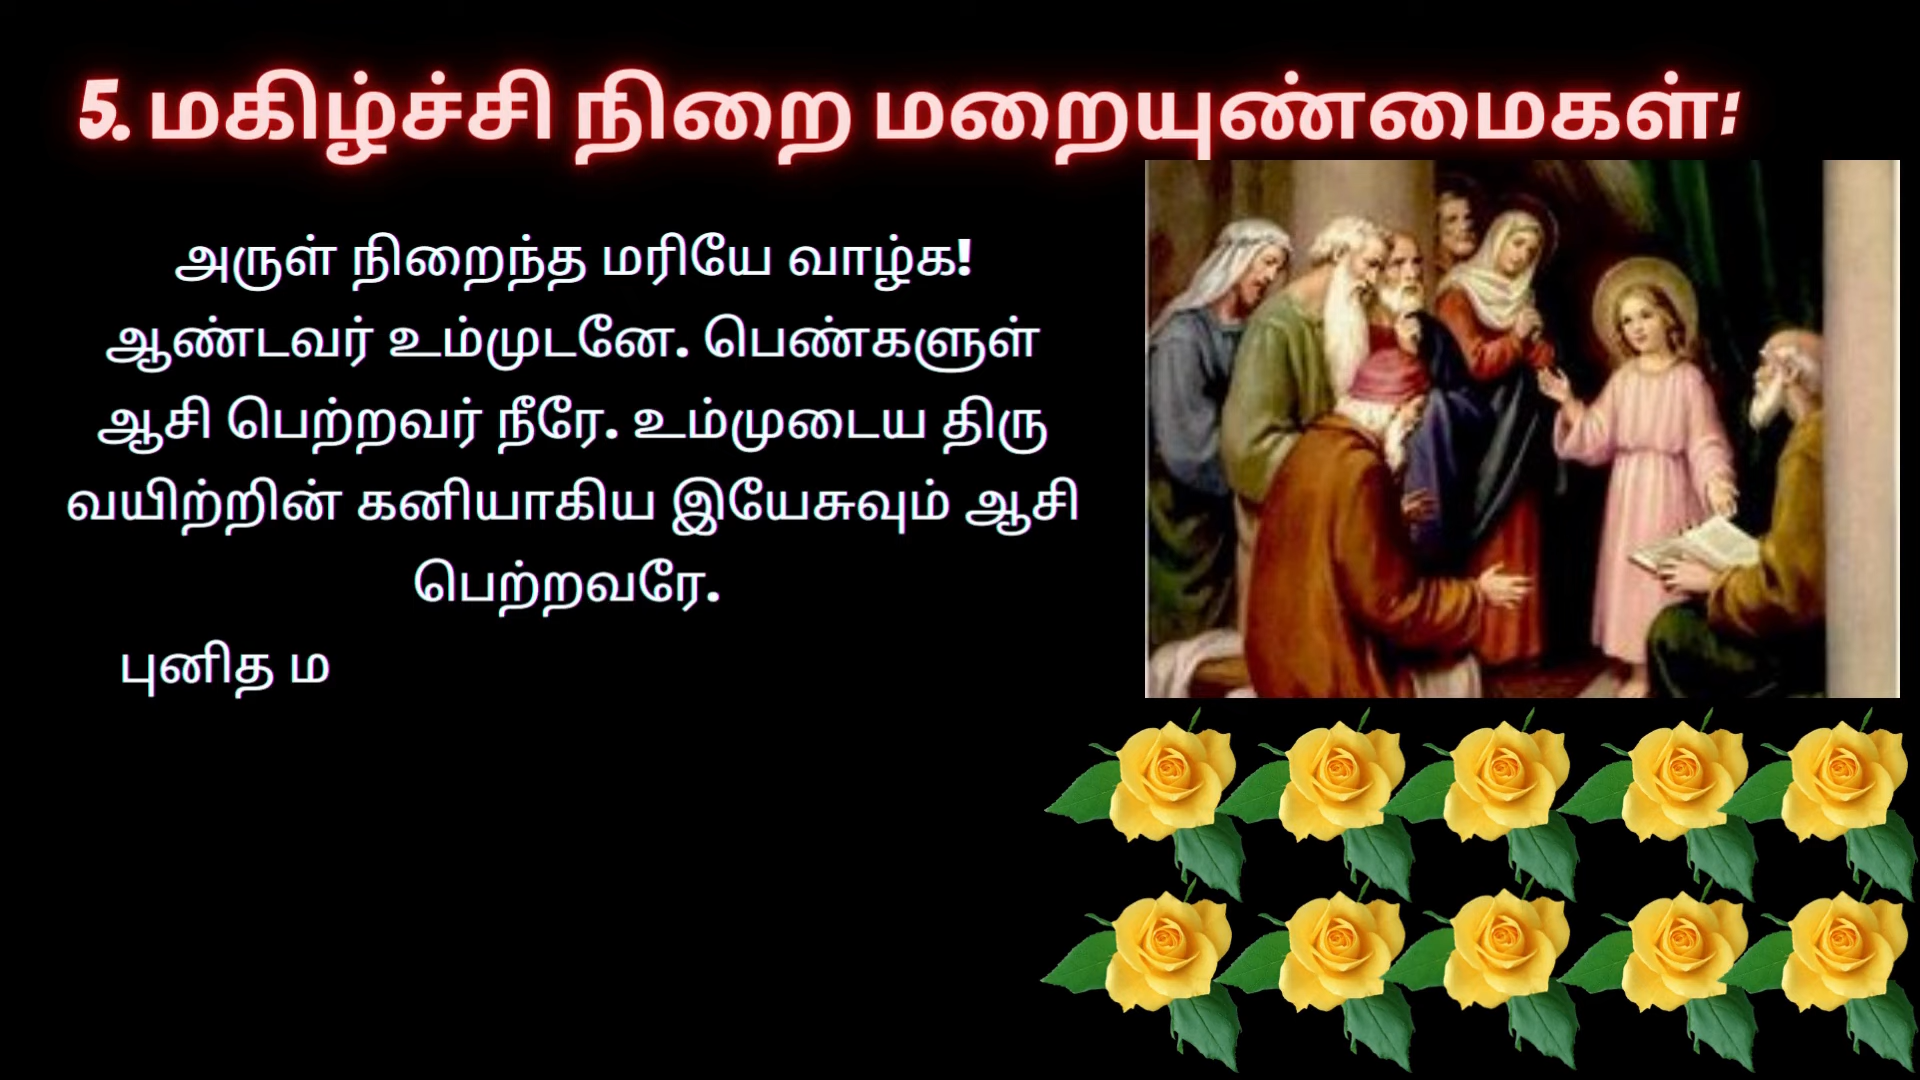 5. மகிழ்ச்சி நிறை மறையுண்மைகள்:
அருள் நிறைந்த மரியே வாழ்க!
ஆண்டவர் உம்முடனே. பெண்களுள்
ஆசி பெற்றவர் நீரே. உம்முடைய திரு
வயிற்றின் கனியாகிய இயேசுவும் ஆசி
பெற்றவரே.
புனித ம